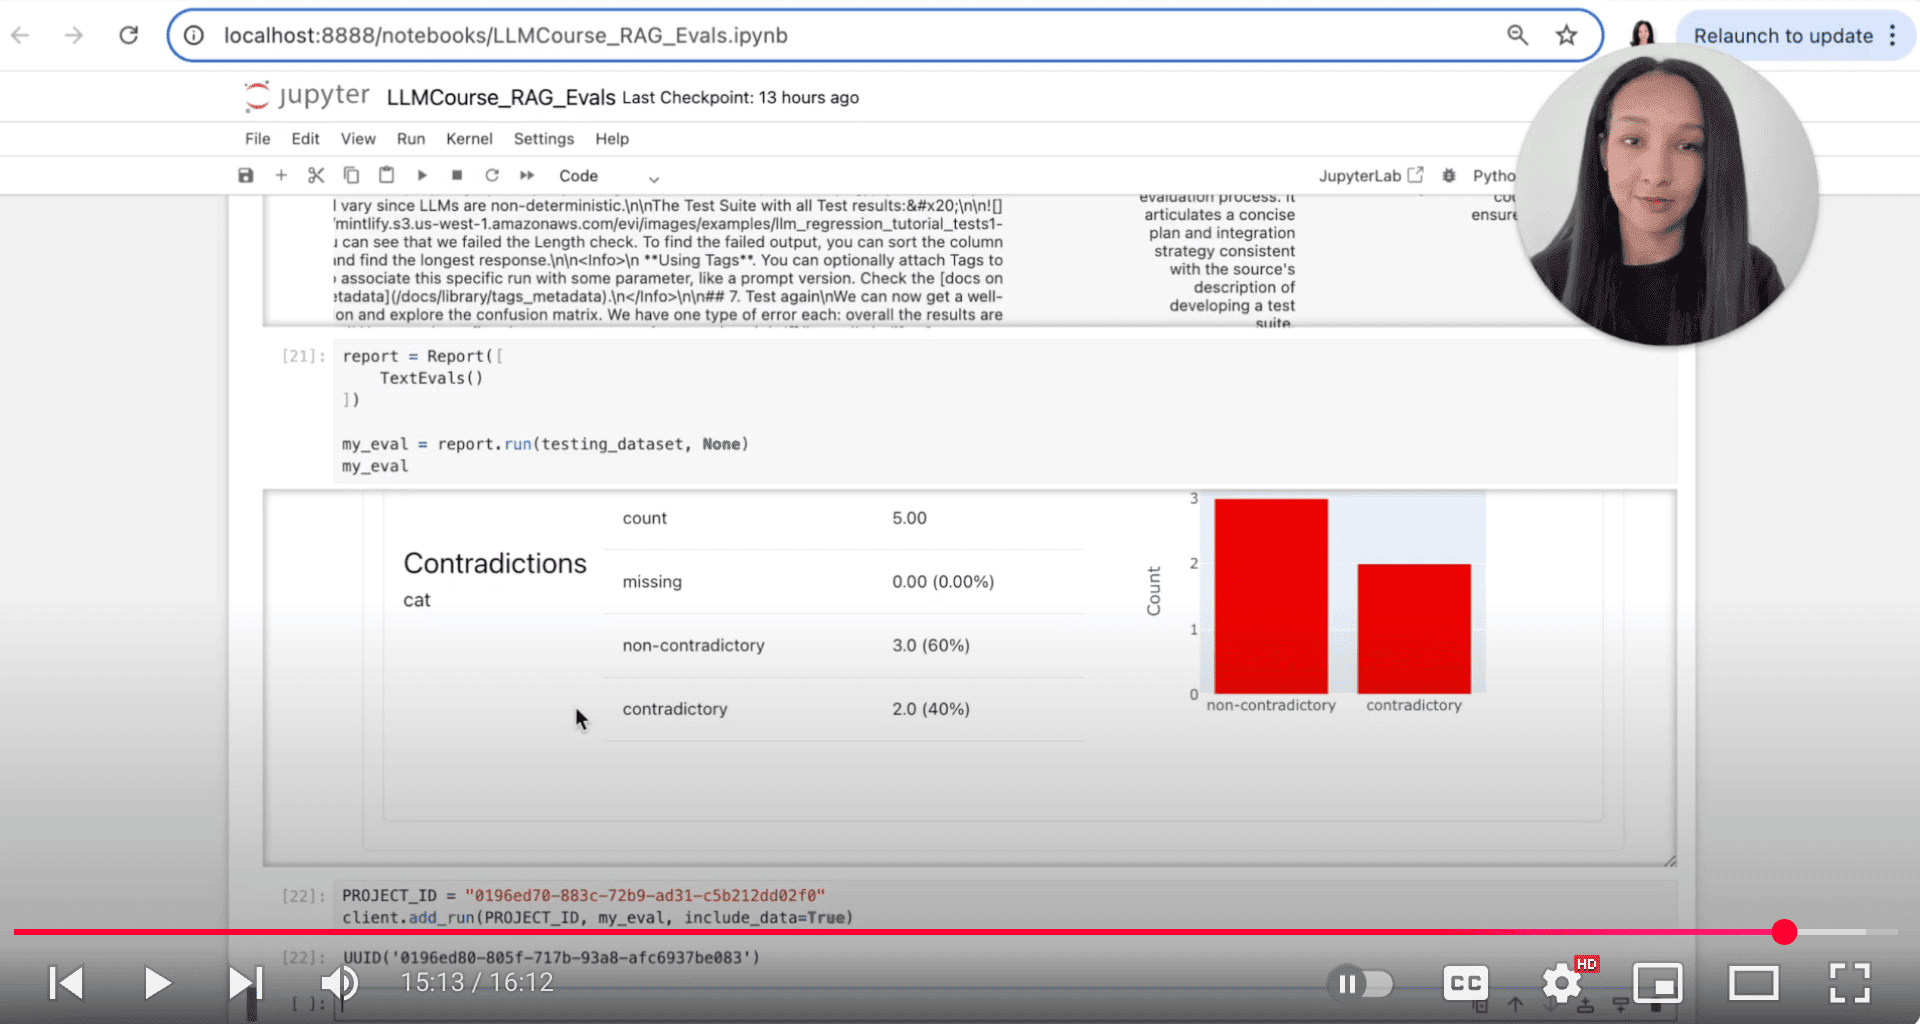 localhost:8888/notebooks/LLMCourse_RAG_Evals.ipynb
Relaunch to update
jupyter LLMCourse_RAG_Evals Last Checkpoint: 13 hours ago
File Edit View Run Kernel Settings Help
Code
JupyterLab
Pytho
l vary since LLMs are non-deterministic.\n\nThe Test Suite with all Test results:&#x20;\n\n![]
/mintlify.s3.us-west-1.amazonaws.com/evi/images/examples/llm_regression_tutorial_tests1-
can see that we failed the Length check. To find the failed output, you can sort the column
nd find the longest response.\n\n<Info>\n **Using Tags**. You can optionally attach Tags to
associate this specific run with some parameter, like a prompt version. Check the [docs on
etadata](/docs/library/tags_metadata).\n</Info>\n\n## 7. Test again\nWe can now get a well-
on and explore the confusion matrix. We have one type of error each: overall the results are
evaluation process. It
articulates a concise
plan and integration
strategy consistent
with the source's
description of
developing a test
suite.
ensure
[21]:
report = Report([
TextEvals()
])
my_eval = report.run(testing_dataset, None)
my_eval
Contradictions
cat
count 5.00
missing 0.00 (0.00%)
non-contradictory 3.0 (60%)
contradictory 2.0 (40%)
Count
3
2
1
0
non-contradictory contradictory
[22]:
PROJECT_ID = "0196ed70-883c-72b9-ad31-c5b212dd02f0"
client.add_run(PROJECT_ID, my_eval, include_data=True)
[22]: UUID('0196ed80-805f-717b-93a8-afc6937be083')
[ ]:
15:13 / 16:12
CC
HD